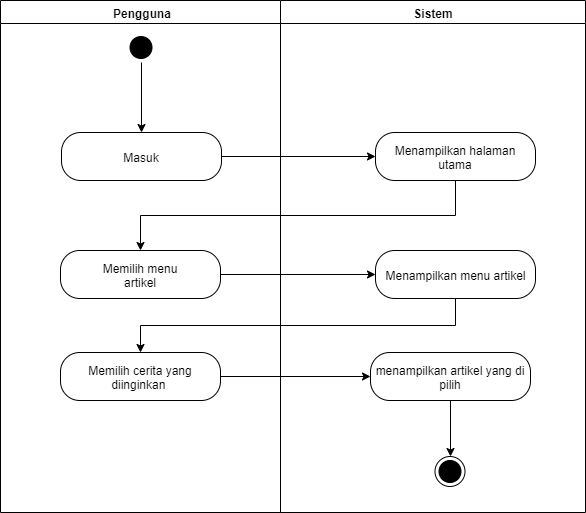 Pengguna
Sistem
Masuk
Menampilkan halaman
utama
Memilih menu
artikel
Menampilkan menu artikel
Memilih cerita yang
diinginkan
menampilkan artikel yang di
pilih